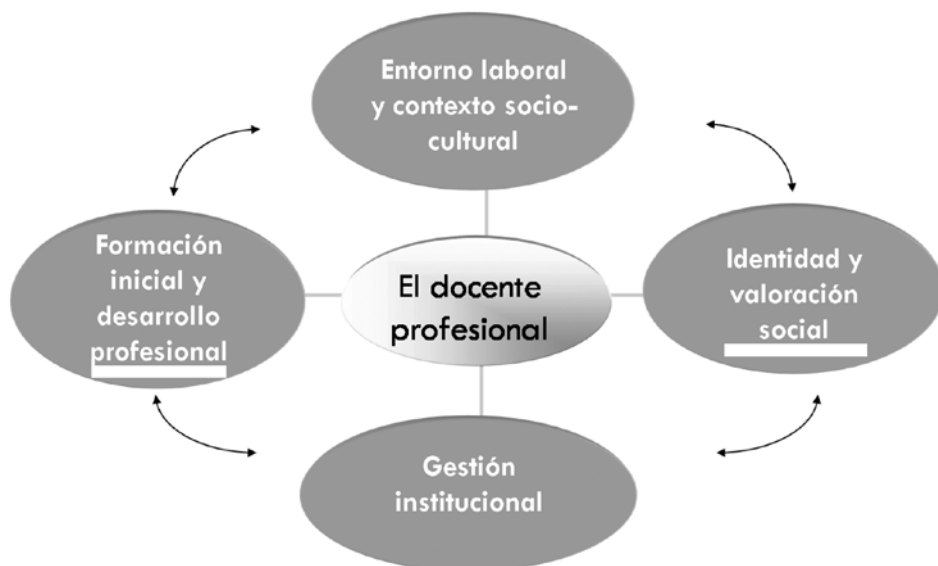 Entorno laboral
y contexto socio-
cultural
Formación
inicial y
desarrollo
profesional
El docente
profesional
Identidad y
valoración
social
Gestión
institucional